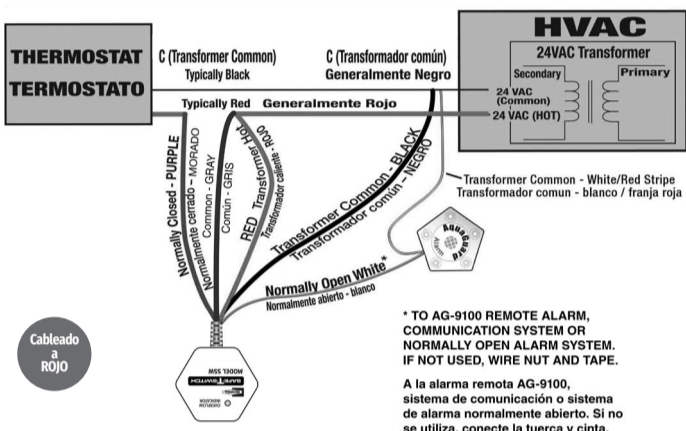 THERMOSTAT
TERMOSTATO
C (Transformer Common)
Typically Black
C (Transformador común)
Generalmente Negro
HVAC
24VAC Transformer
Secondary
Primary
24 VAC
(Common)
24 VAC (HOT)
Typically Red Generalmente Rojo
Normally Closed - PURPLE
Normalmente cerrado – MORADO
Common - GRAY
Común - GRIS
RED - Transformer Hot
Transformador caliente - ROJO
Transformer Common - BLACK
Transformador común – NEGRO
Transformer Common - White/Red Stripe
Transformador comun - blanco / franja roja
AquaGuard
Alarm
Normally Open White*
Normalmente abierto - blanco
Cableado
a
ROJO
MODEL SSW
SAFE-T-SWITCH
OVERFLOW
INDICATOR
* TO AG-9100 REMOTE ALARM,
COMMUNICATION SYSTEM OR
NORMALLY OPEN ALARM SYSTEM.
IF NOT USED, WIRE NUT AND TAPE.
A la alarma remota AG-9100,
sistema de comunicación o sistema
de alarma normalmente abierto. Si no
se utiliza, conecte la tuerca y cinta.